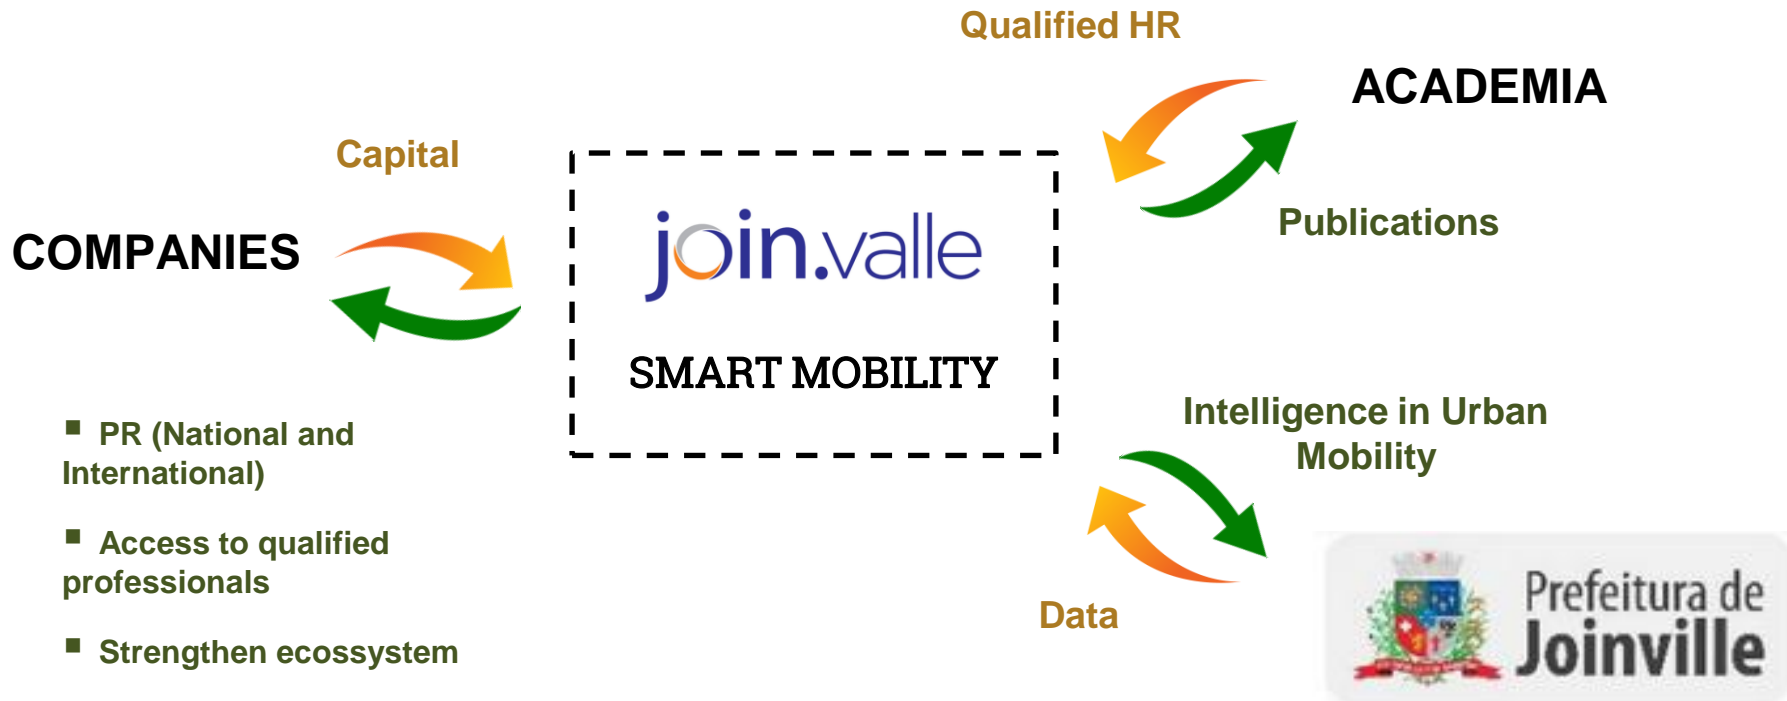 Qualified HR
ACADEMIA
Capital
COMPANIES
join.valle
SMART MOBILITY
Publications
▪ PR (National and
International)
▪ Access to qualified
professionals
▪ Strengthen ecossystem
Intelligence in Urban
Mobility
Data
Prefeitura de
Joinville